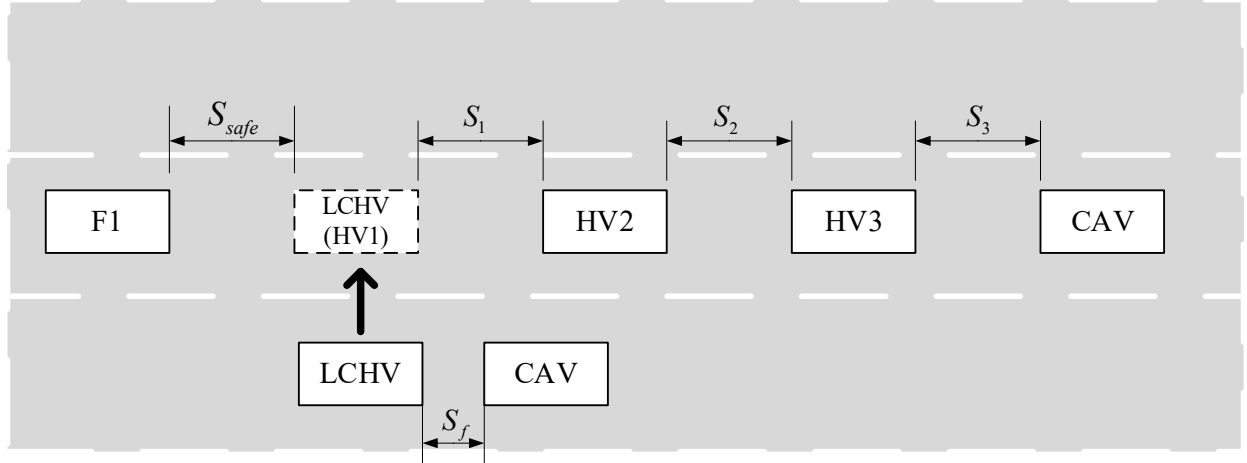 S_safe S_1 S_2 S_3
F1 LCHV (HV1) HV2 HV3 CAV
LCHV CAV
S_f